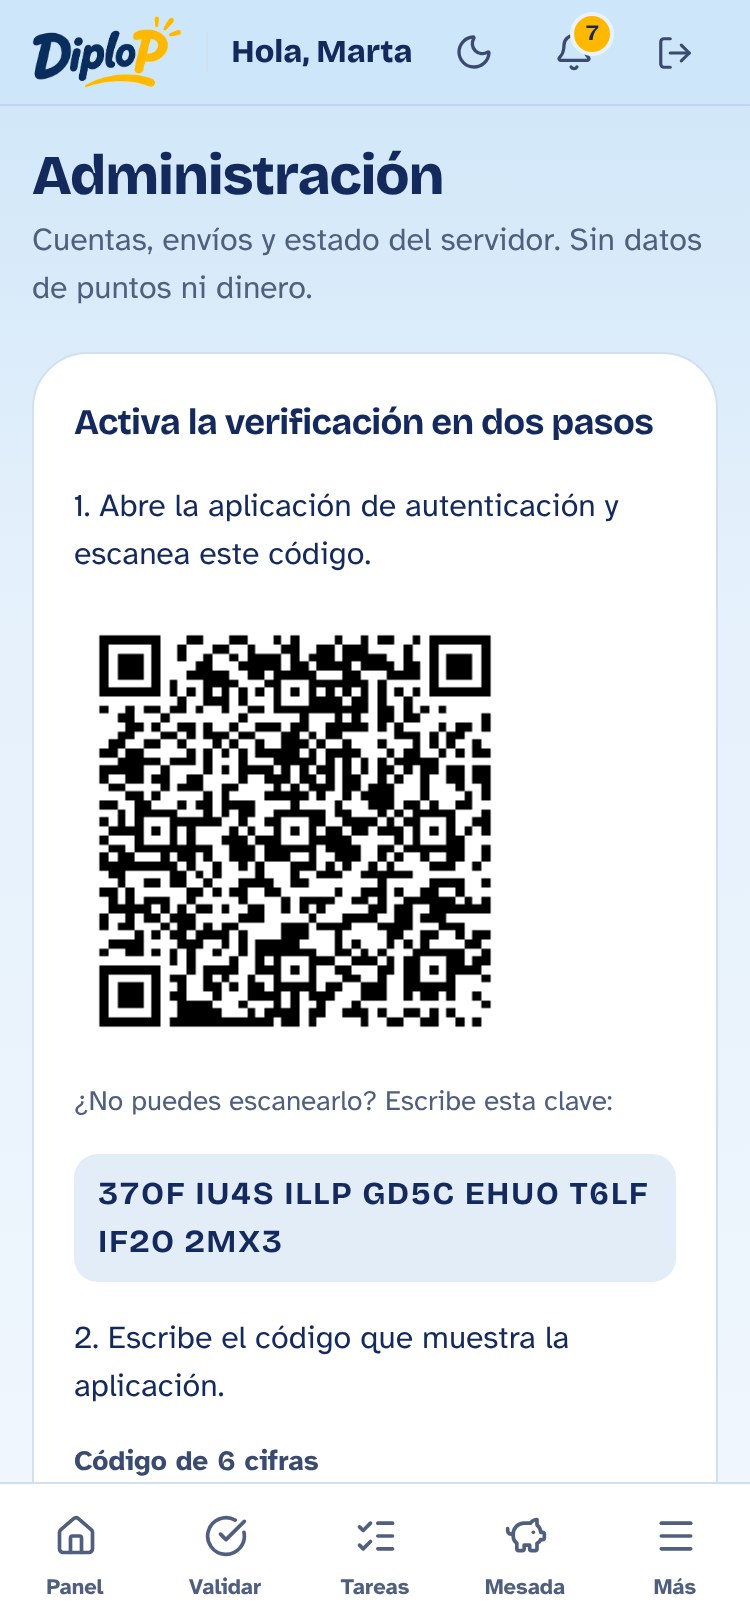 DiploP
Hola, Marta
7
Administración
Cuentas, envíos y estado del servidor. Sin datos
de puntos ni dinero.
Activa la verificación en dos pasos
1. Abre la aplicación de autenticación y
escanea este código.
¿No puedes escanearlo? Escribe esta clave:
37OF IU4S ILLP GD5C EHUO T6LF
IF2O 2MX3
2. Escribe el código que muestra la
aplicación.
Código de 6 cifras
Panel
Validar
Tareas
Mesada
Más